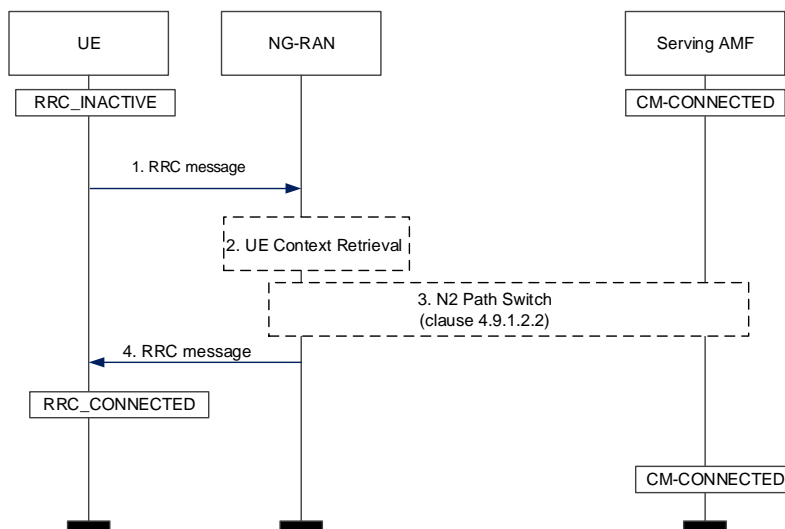 UE
NG-RAN
Serving AMF
RRC_INACTIVE
CM-CONNECTED
1. RRC message
2. UE Context Retrieval
3. N2 Path Switch
(clause 4.9.1.2.2)
4. RRC message
RRC_CONNECTED
CM-CONNECTED